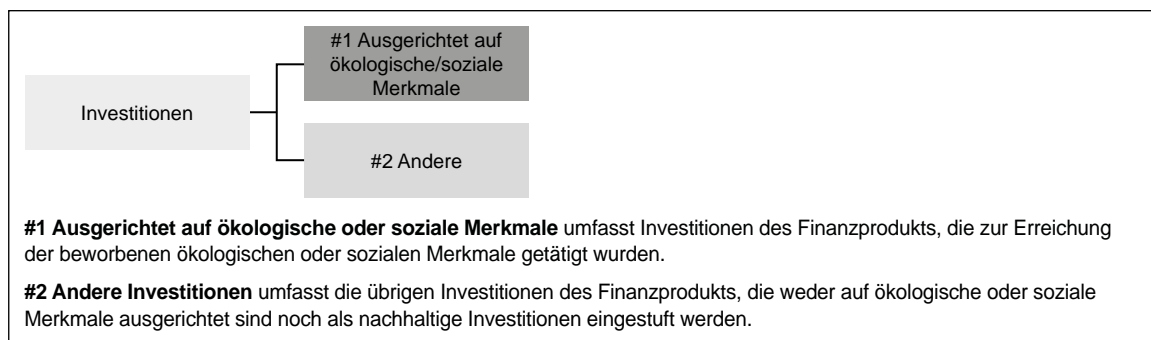 #1 Ausgerichtet auf
ökologische/soziale
Merkmale
Investitionen
#2 Andere
#1 Ausgerichtet auf ökologische oder soziale Merkmale umfasst Investitionen des Finanzprodukts, die zur Erreichung
der beworbenen ökologischen oder sozialen Merkmale getätigt wurden.
#2 Andere Investitionen umfasst die übrigen Investitionen des Finanzprodukts, die weder auf ökologische oder soziale
Merkmale ausgerichtet sind noch als nachhaltige Investitionen eingestuft werden.